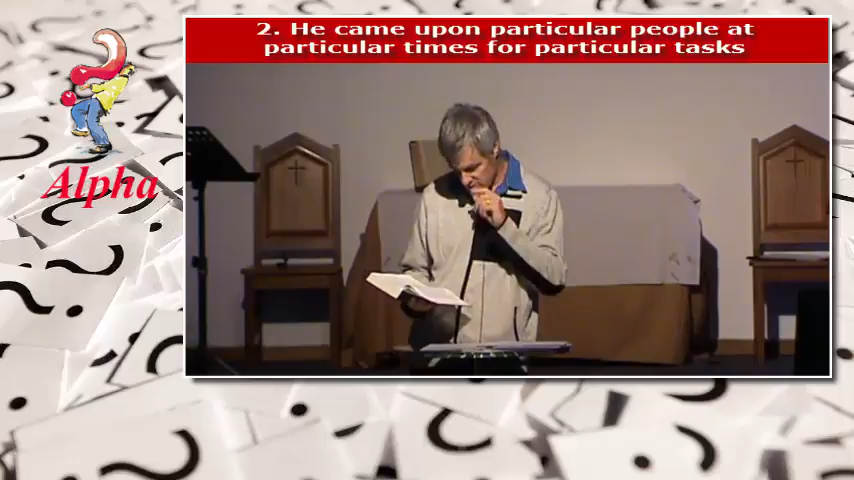 2. He came upon particular people at
particular times for particular tasks
Alpha